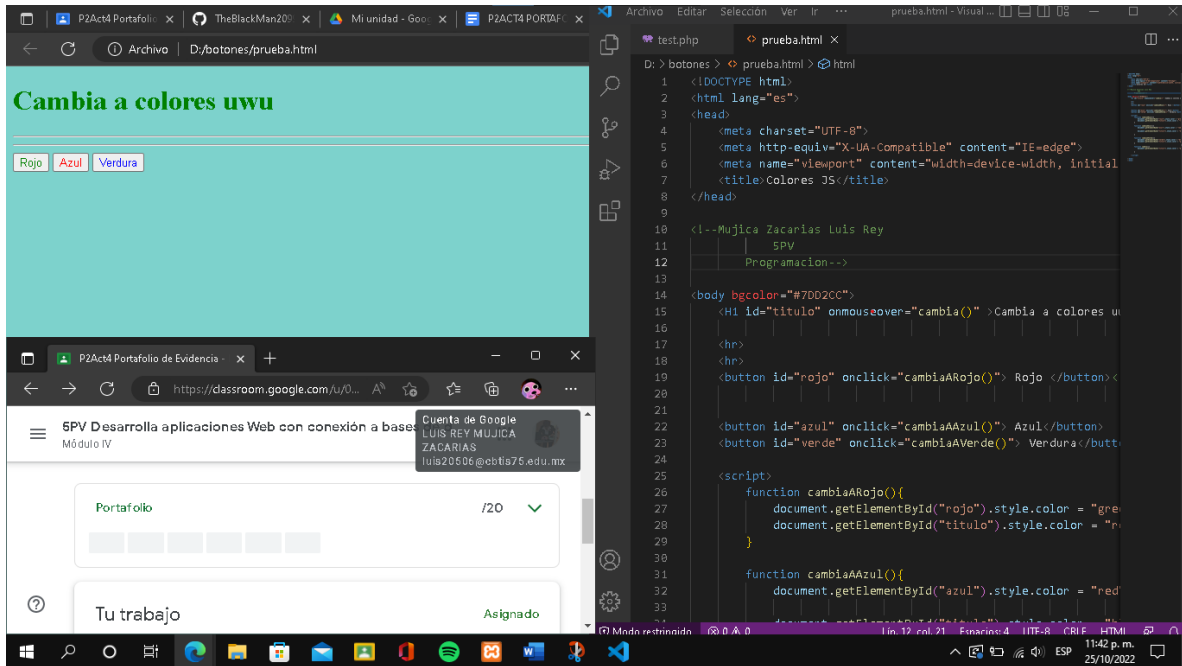 P2Act4 Portafolio
TheBlackMan209
Mi unidad - Goog
P2ACT4 PORTAFO
Archivo
D:/botones/prueba.html
Cambia a colores uwu
Rojo
Azul
Verdura
P2Act4 Portafolio de Evidencia -
https://classroom.google.com/u/0...
5PV Desarrolla aplicaciones Web con conexión a bases
Módulo IV
Cuenta de Google
LUIS REY MUJICA
ZACARIAS
luis20506@cbtis75.edu.mx
Portafolio
/20
Tu trabajo
Asignado
Archivo Editar Selección Ver Ir ···
prueba.html - Visual ...
test.php
prueba.html
D: > botones > prueba.html > html
1 <!DOCTYPE html>
2 <html lang="es">
3 <head>
4 <meta charset="UTF-8">
5 <meta http-equiv="X-UA-Compatible" content="IE=edge">
6 <meta name="viewport" content="width=device-width, initial
7 <title>Colores JS</title>
8 </head>
9
10 <!--Mujica Zacarias Luis Rey
11 5PV
12 Programacion-->
13
14 <body bgcolor="#7DD2CC">
15 <H1 id="titulo" onmouseover="cambia()" >Cambia a colores u
16
17 <hr>
18 <hr>
19 <button id="rojo" onclick="cambiaARojo()"> Rojo </button><
20
21
22 <button id="azul" onclick="cambiaAAzul()"> Azul</button>
23 <button id="verde" onclick="cambiaAVerde()"> Verdura</butt
24
25 <script>
26 function cambiaARojo(){
27 document.getElementById("rojo").style.color = "gre
28 document.getElementById("titulo").style.color = "r
29 }
30
31 function cambiaAAzul(){
32 document.getElementById("azul").style.color = "red"
33
Modo restringido
0 0
Lín. 12, col. 21
Espacios: 4
UTF-8
CRLF
HTML
ESP
11:42 p. m.
25/10/2022